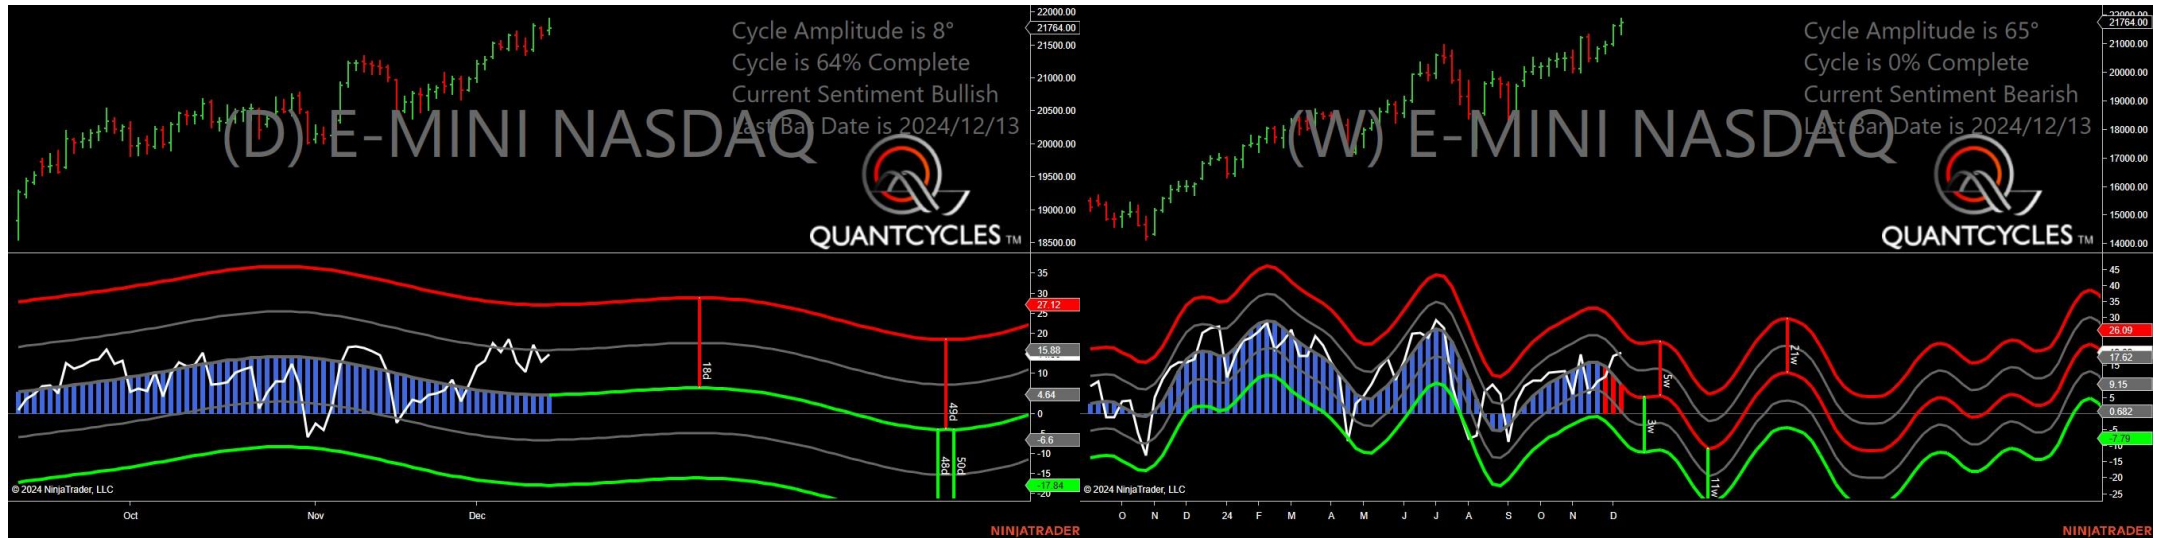 22000.00
21764.00
21500.00
21000.00
20500.00
20000.00
19500.00
19000.00
18500.00
Cycle Amplitude is 8°
Cycle is 64% Complete
Current Sentiment Bullish
Last Bar Date is 2024/12/13
(D) E-MINI NASDAQ
QUANTCYCLES TM
35
30
27.12
25
20
15.88
10
4.64
0
-6.6
-10
-15
-17.84
-20
18d
49d
48d
50d
© 2024 NinjaTrader, LLC
Oct Nov Dec
NINJATRADER
22000.00
21764.00
21000.00
20000.00
19000.00
18000.00
17000.00
16000.00
15000.00
14000.00
Cycle Amplitude is 65°
Cycle is 0% Complete
Current Sentiment Bearish
Last Bar Date is 2024/12/13
(W) E-MINI NASDAQ
QUANTCYCLES TM
45
40
35
30
26.09
17.62
15
9.15
5
0.682
-5
-7.79
-10
-15
-20
-25
5w
3w
11w
21w
© 2024 NinjaTrader, LLC
O N D 24 F M A M J J A S O N D
NINJATRADER